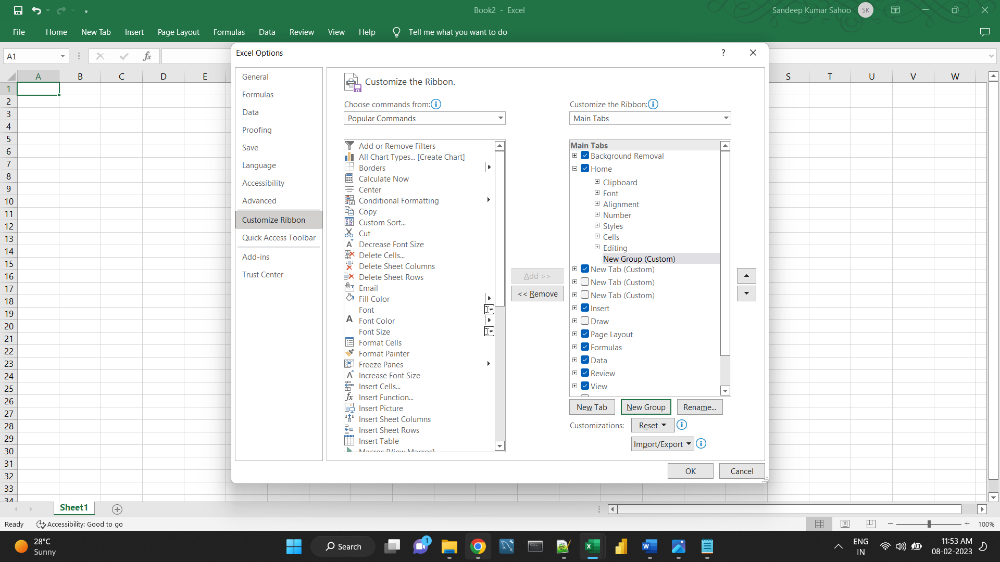 Book2 - Excel
Sandeep Kumar Sahoo
SK
File Home New Tab Insert Page Layout Formulas Data Review View Help Tell me what you want to do
A1
fx
A B C D E S T U V W
1
2
3
4
5
6
7
8
9
10
11
12
13
14
15
16
17
18
19
20
21
22
23
24
25
26
27
28
29
30
31
32
33
34
Excel Options
?
General
Formulas
Data
Proofing
Save
Language
Accessibility
Advanced
Customize Ribbon
Quick Access Toolbar
Add-ins
Trust Center
Customize the Ribbon.
Choose commands from:
Popular Commands
Add or Remove Filters
All Chart Types... [Create Chart]
Borders
Calculate Now
Center
Conditional Formatting
Copy
Custom Sort...
Cut
Decrease Font Size
Delete Cells...
Delete Sheet Columns
Delete Sheet Rows
Email
Fill Color
Font
Font Color
Font Size
Format Cells
Format Painter
Freeze Panes
Increase Font Size
Insert Cells...
Insert Function...
Insert Picture
Insert Sheet Columns
Insert Sheet Rows
Insert Table
Macros [View Macros]
Add >>
<< Remove
Customize the Ribbon:
Main Tabs
Main Tabs
Background Removal
Home
Clipboard
Font
Alignment
Number
Styles
Cells
Editing
New Group (Custom)
New Tab (Custom)
New Tab (Custom)
New Tab (Custom)
Insert
Draw
Page Layout
Formulas
Data
Review
View
New Tab New Group Rename...
Customizations: Reset
Import/Export
OK Cancel
Sheet1
Ready Accessibility: Good to go
100%
28°C
Sunny
Search
1
ENG
IN
11:53 AM
08-02-2023